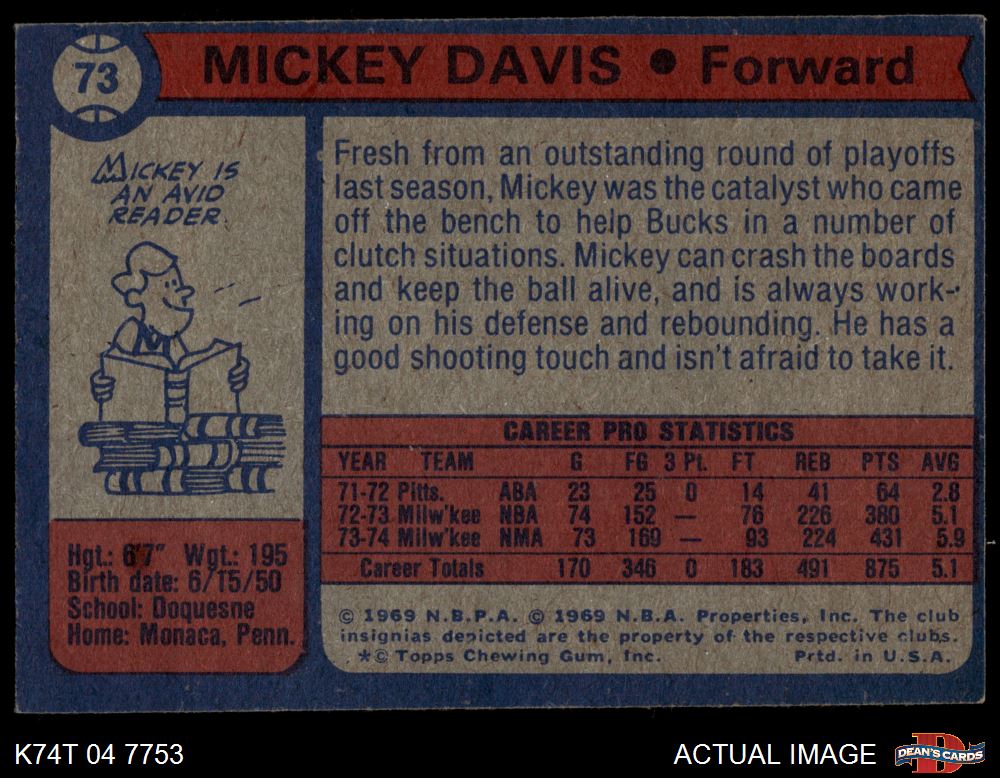 73
MICKEY DAVIS • Forward
MICKEY IS
AN AVID
READER.
Fresh from an outstanding round of playoffs
last season, Mickey was the catalyst who came
off the bench to help Bucks in a number of
clutch situations. Mickey can crash the boards
and keep the ball alive, and is always work-
ing on his defense and rebounding. He has a
good shooting touch and isn't afraid to take it.
CAREER PRO STATISTICS
YEAR TEAM G FG 3 Pt. FT REB PTS AVG
71-72 Pitts. ABA 23 25 0 14 41 64 2.8
72-73 Milw'kee NBA 74 152 — 76 226 380 5.1
73-74 Milw'kee NMA 73 169 — 93 224 431 5.9
Career Totals 170 346 0 183 491 875 5.1
Hgt.: 6'7" Wgt.: 195
Birth date: 6/15/50
School: Doquesne
Home: Monaca, Penn.
© 1969 N.B.P.A. © 1969 N.B.A. Properties, Inc. The club
insignias depicted are the property of the respective clubs.
*© Topps Chewing Gum, Inc. Prtd. in U.S.A.
K74T 04 7753
ACTUAL IMAGE
DEAN'S CARDS